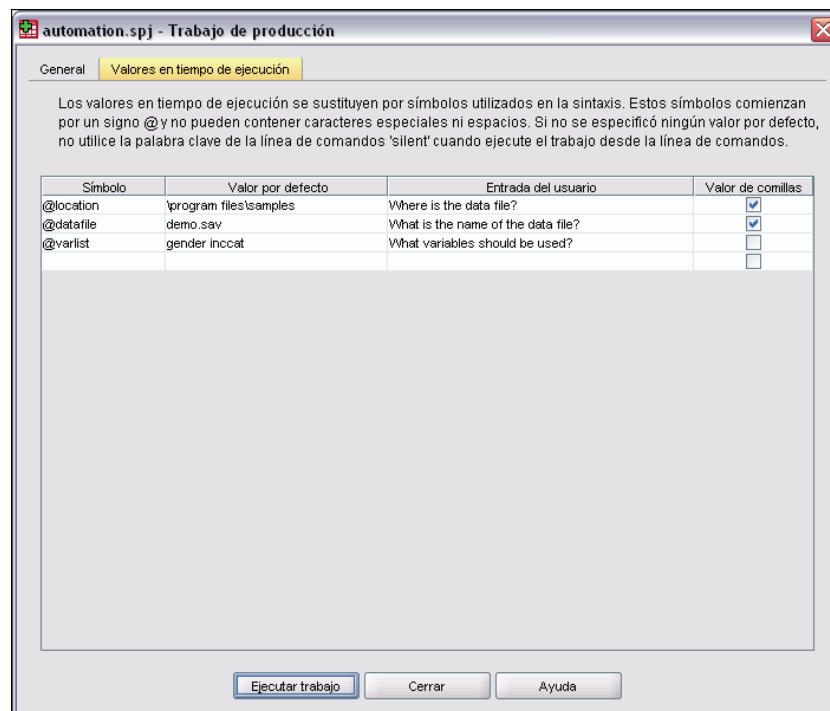 automation.spj - Trabajo de producción
General Valores en tiempo de ejecución
Los valores en tiempo de ejecución se sustituyen por símbolos utilizados en la sintaxis. Estos símbolos comienzan
por un signo @ y no pueden contener caracteres especiales ni espacios. Si no se especificó ningún valor por defecto,
no utilice la palabra clave de la línea de comandos 'silent' cuando ejecute el trabajo desde la línea de comandos.
Símbolo Valor por defecto Entrada del usuario Valor de comillas
@location \program files\samples Where is the data file?
@datafile demo.sav What is the name of the data file?
@varlist gender inccat What variables should be used?
Ejecutar trabajo Cerrar Ayuda